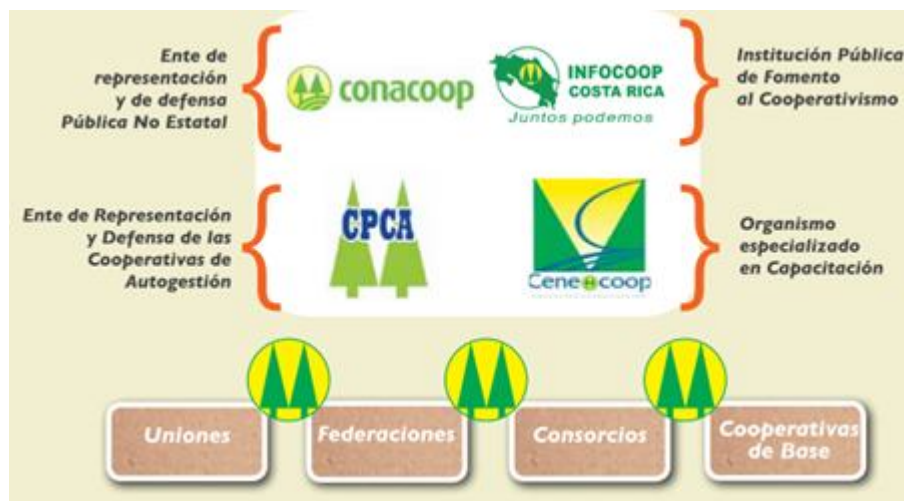 Ente de
representación
y de defensa
Pública No Estatal
conacoop
INFOCOOP
COSTA RICA
Juntos podemos
Institución Pública
de Fomento
al Cooperativismo
Ente de Representación
y Defensa de las
Cooperativas de
Autogestión
CPCA
Cenecoop
Organismo
especializado
en Capacitación
Uniones
Federaciones
Consorcios
Cooperativas
de Base